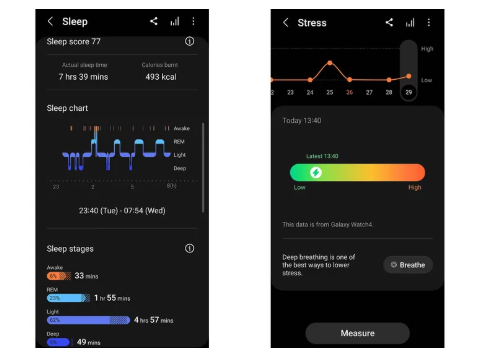 Sleep
Sleep score 77
Actual sleep time
Calories burnt
7 hrs 39 mins
493 kcal
Sleep chart
Awake
REM
Light
Deep
23 2 5 8(h)
23:40 (Tue) - 07:54 (Wed)
Sleep stages
Awake
6% 33 mins
REM
23% 1 hr 55 mins
Light
4 hrs 57 mins
Deep
49 mins
Stress
High
Low
23 24 25 26 27 28 29
Today 13:40
Latest 13:40
Low High
This data is from Galaxy Watch4.
Deep breathing is one of
the best ways to lower
stress.
Breathe
Measure